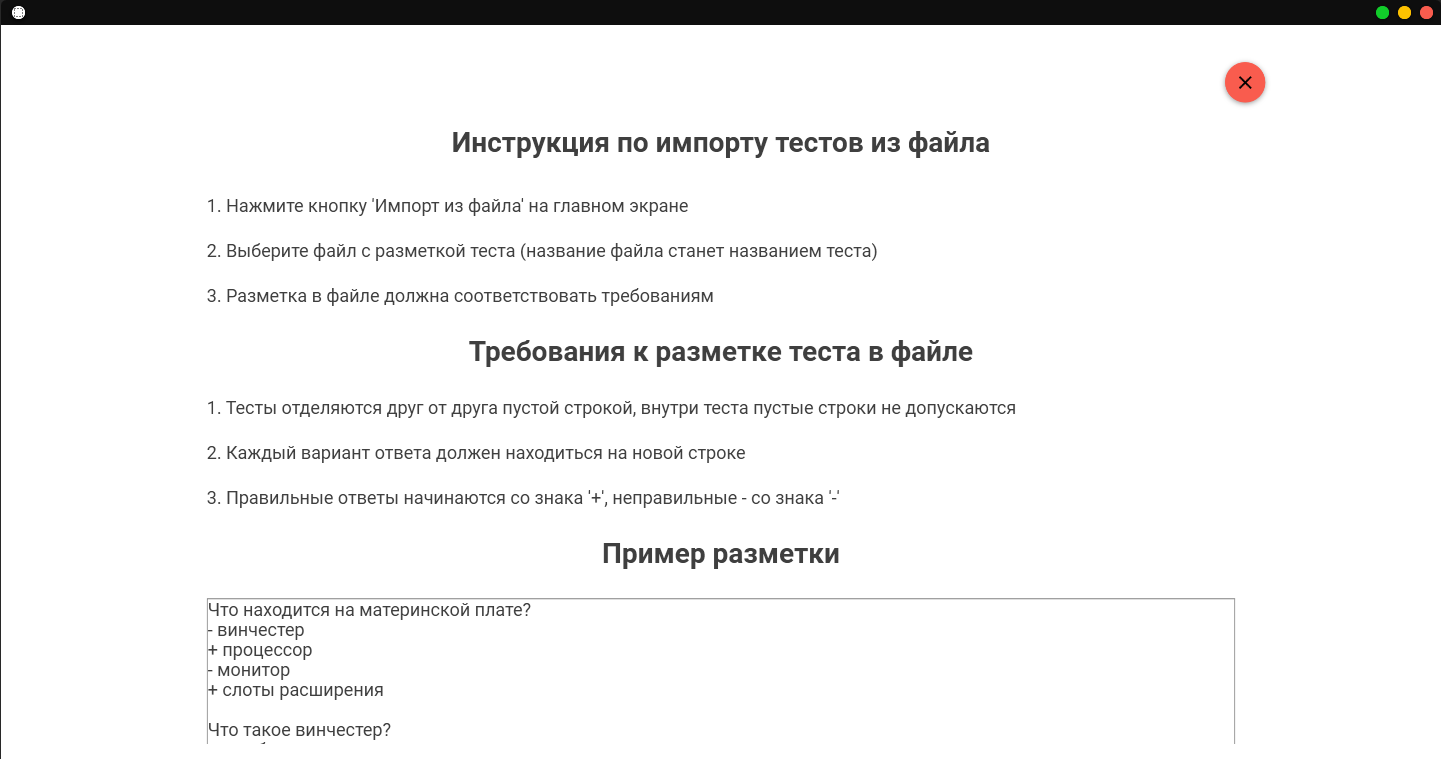 Инструкция по импорту тестов из файла
1. Нажмите кнопку 'Импорт из файла' на главном экране
2. Выберите файл с разметкой теста (название файла станет названием теста)
3. Разметка в файле должна соответствовать требованиям
Требования к разметке теста в файле
1. Тесты отделяются друг от друга пустой строкой, внутри теста пустые строки не допускаются
2. Каждый вариант ответа должен находиться на новой строке
3. Правильные ответы начинаются со знака '+', неправильные - со знака '-'
Пример разметки
Что находится на материнской плате?
- винчестер
+ процессор
- монитор
+ слоты расширения
Что такое винчестер?